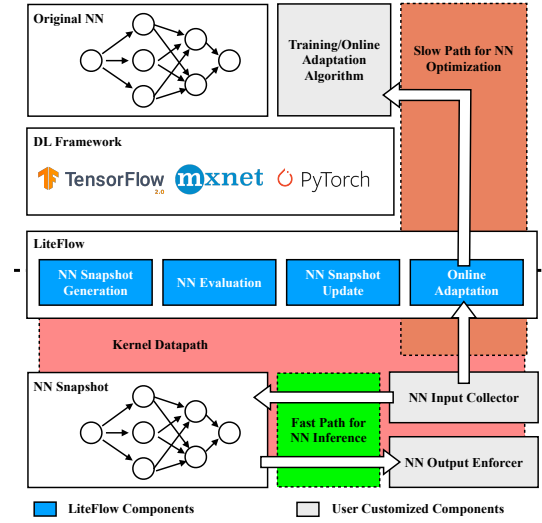 Original NN
Training/Online
Adaptation
Algorithm
Slow Path for NN
Optimization
DL Framework
TensorFlow
2.0
mxnet
PyTorch
LiteFlow
NN Snapshot
Generation
NN Evaluation
NN Snapshot
Update
Online
Adaptation
Kernel Datapath
NN Snapshot
Fast Path for
NN Inference
NN Input Collector
NN Output Enforcer
LiteFlow Components
User Customized Components